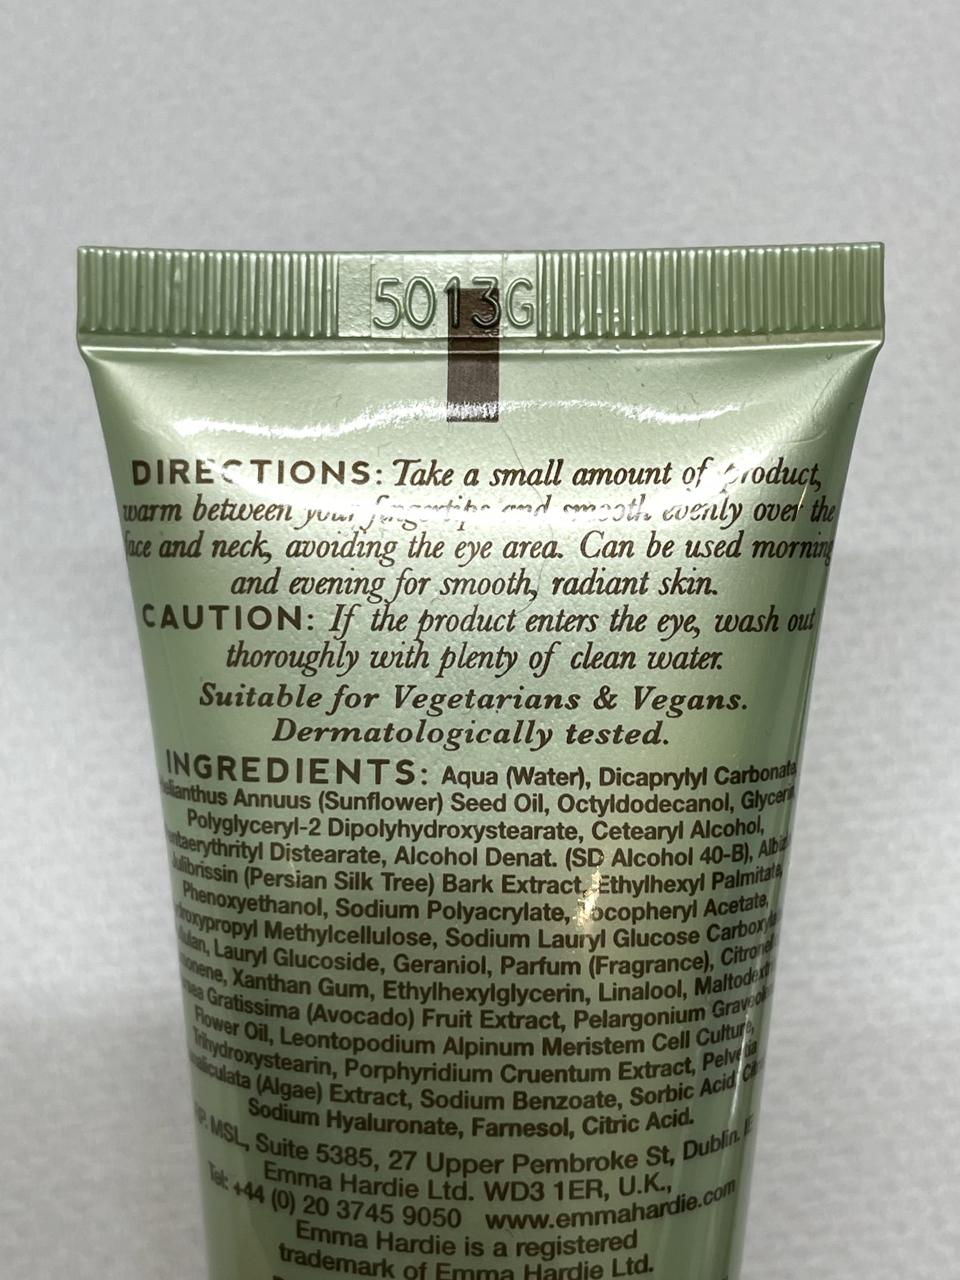 5013G
DIRECTIONS: Take a small amount of product,
warm between your fingertips and smooth evenly over the
face and neck, avoiding the eye area. Can be used morning
and evening for smooth, radiant skin.
CAUTION: If the product enters the eye, wash out
thoroughly with plenty of clean water.
Suitable for Vegetarians & Vegans.
Dermatologically tested.
INGREDIENTS: Aqua (Water), Dicaprylyl Carbonate,
Helianthus Annuus (Sunflower) Seed Oil, Octyldodecanol, Glycerin,
Polyglyceryl-2 Dipolyhydroxystearate, Cetearyl Alcohol,
Pentaerythrityl Distearate, Alcohol Denat. (SD Alcohol 40-B), Albizia
Julibrissin (Persian Silk Tree) Bark Extract, Ethylhexyl Palmitate,
Phenoxyethanol, Sodium Polyacrylate, Tocopheryl Acetate,
Hydroxypropyl Methylcellulose, Sodium Lauryl Glucose
Lauryl Glucoside, Geraniol, Parfum (Fragrance),
Xanthan Gum, Ethylhexylglycerin, Linalool,
Gratissima (Avocado) Fruit Extract, Pelargonium
Flower Oil, Leontopodium Alpinum Meristem Cell Culture,
Trihydroxystearin, Porphyridium Cruentum Extract, Pelvetia
(Algae) Extract, Sodium Benzoate, Sorbic Acid,
Sodium Hyaluronate, Farnesol, Citric Acid.
MSL, Suite 5385, 27 Upper Pembroke St, Dublin.
Emma Hardie Ltd. WD3 1ER, U.K.,
Tel: +44 (0) 20 3745 9050 www.emmahardie.com
Emma Hardie is a registered
trademark of Emma Hardie Ltd.